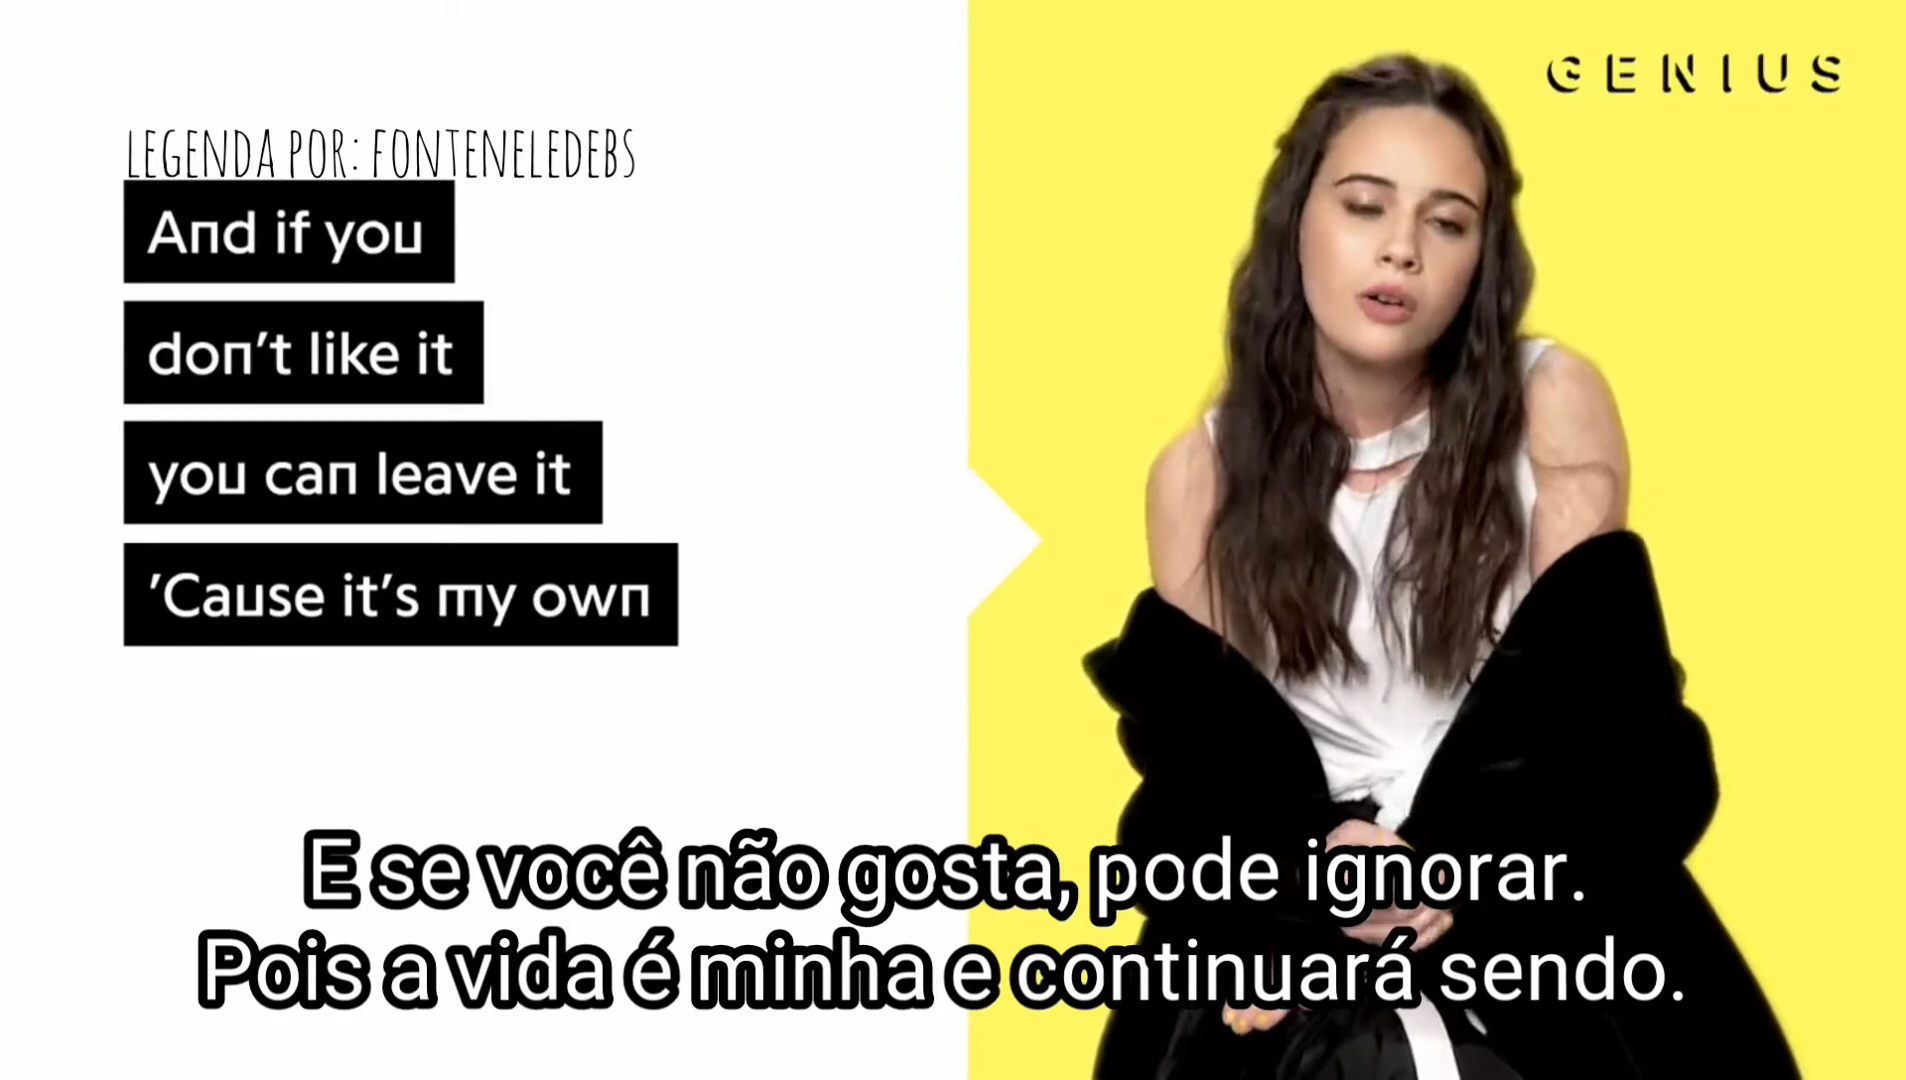 GENIUS
LEGENDA POR: FONTENELEDEBS
And if you
don't like it
you can leave it
'Cause it's my own
E se você não gosta, pode ignorar.
Pois a vida é minha e continuará sendo.